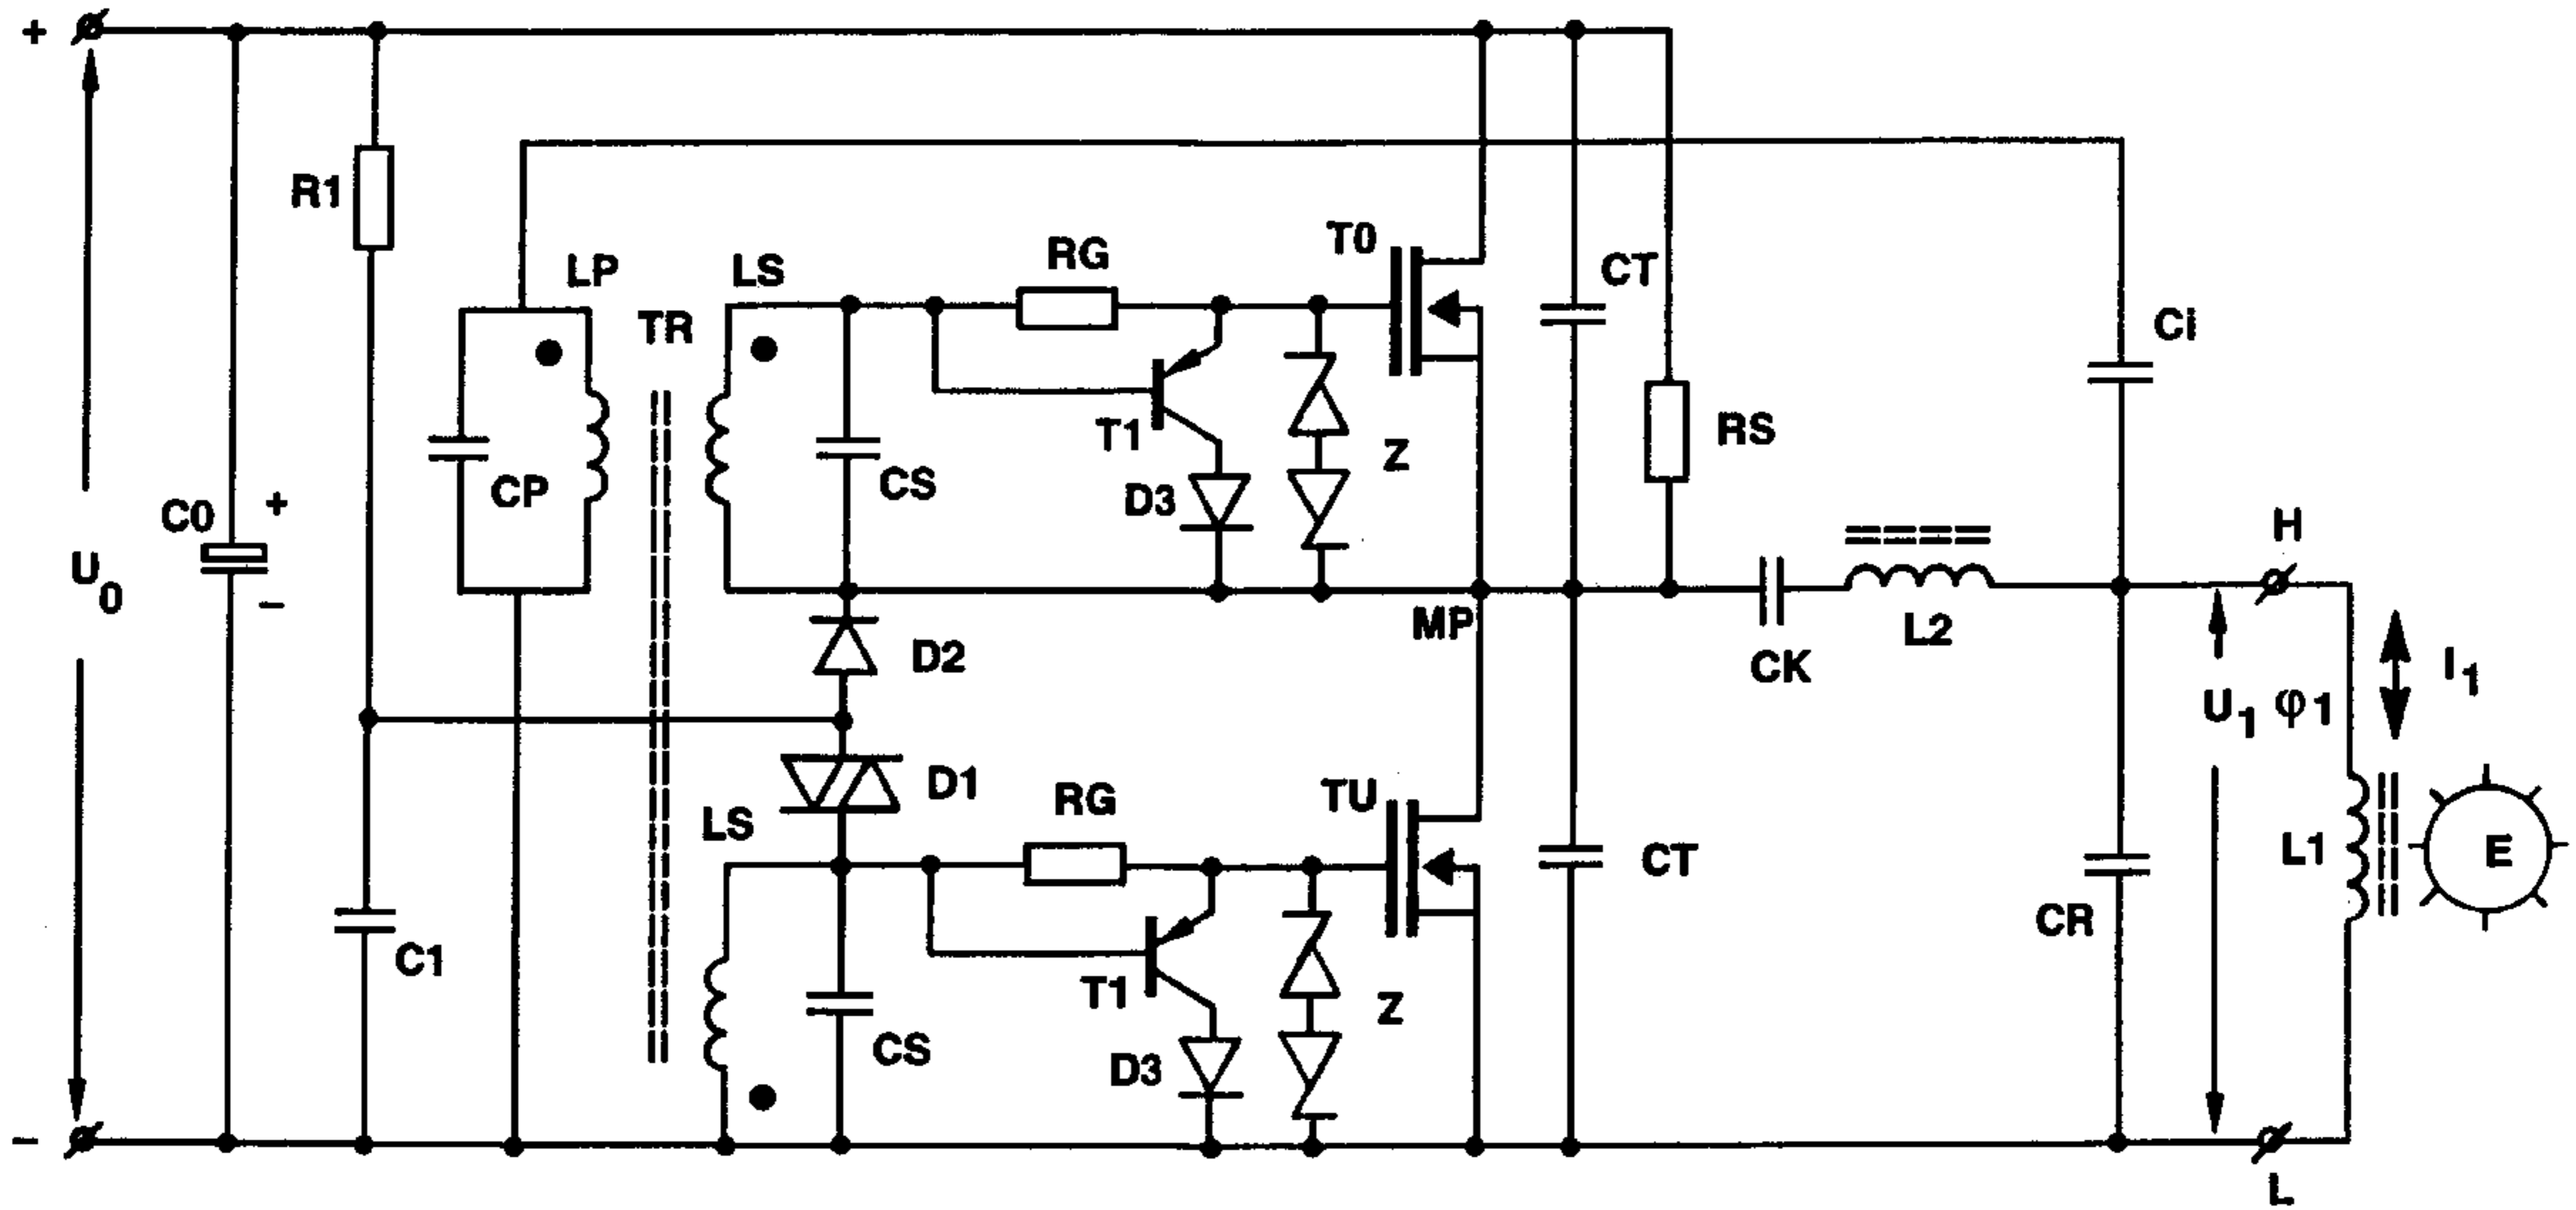 +
R1
LP
LS
RG
T0
CT
TR
Ci
RS
T1
Z
CP
CS
D3
C0
+
−
H
U0
MP
L2
CK
D2
I1
U1
φ1
D1
LS
RG
TU
CT
L1
E
C1
CR
T1
Z
CS
D3
−
L